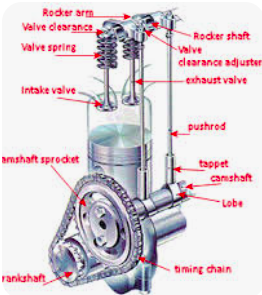 Rocker arm
Valve clearance
Rocker shaft
Valve spring
Valve
clearance adjuster
exhaust valve
Intake valve
pushrod
amshaft sprocket
tappet
camshaft
Lobe
rankshaft
timing chain